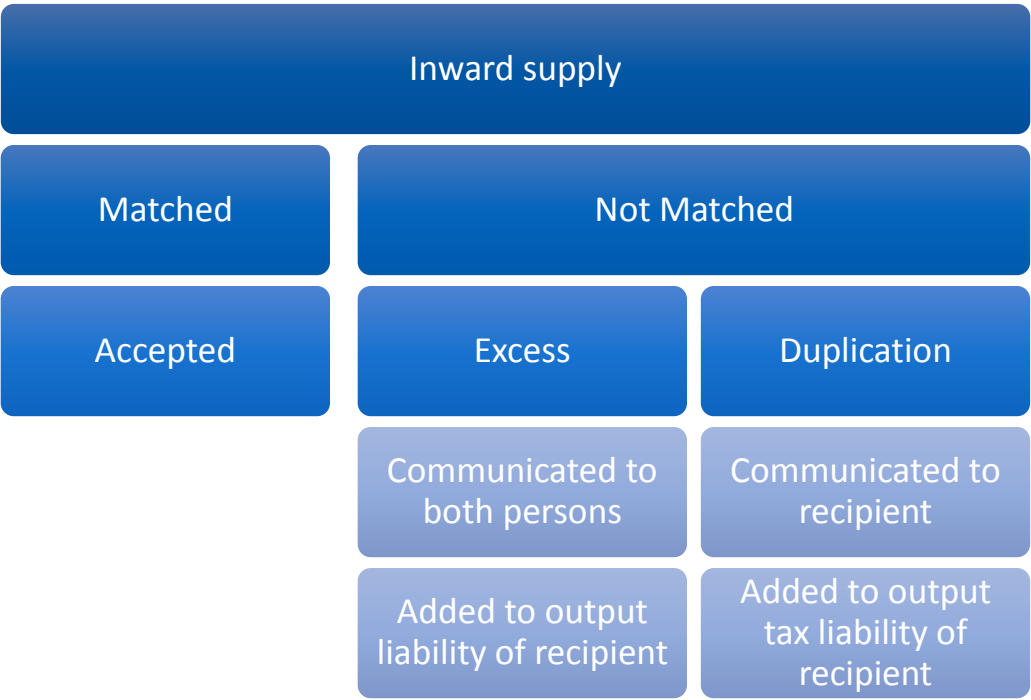 Inward supply
Matched
Not Matched
Accepted
Excess
Duplication
Communicated to
both persons
Communicated to
recipient
Added to output
liability of recipient
Added to output
tax liability of
recipient